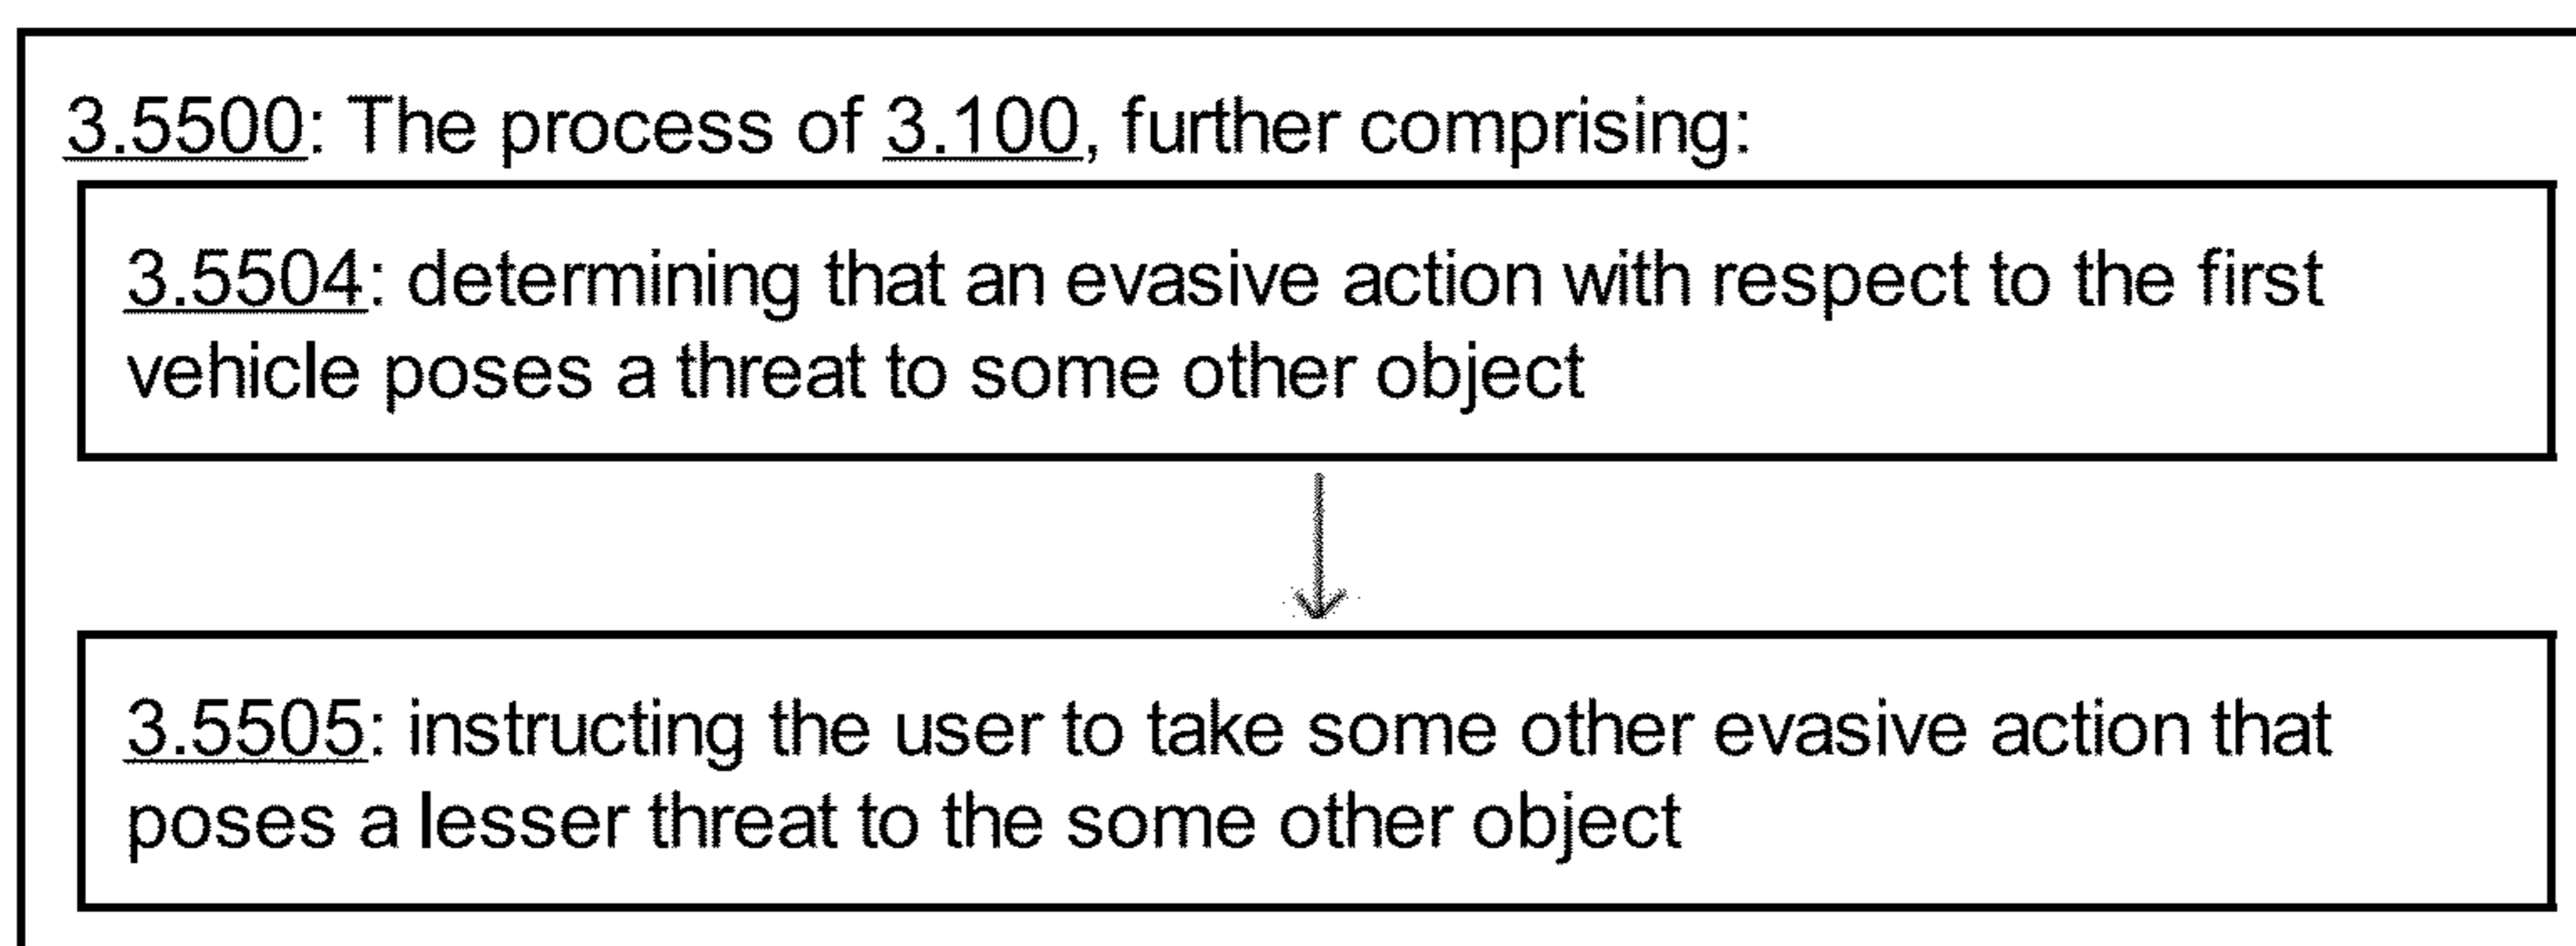 3.5500: The process of 3.100, further comprising:
3.5504: determining that an evasive action with respect to the first
vehicle poses a threat to some other object
3.5505: instructing the user to take some other evasive action that
poses a lesser threat to the some other object